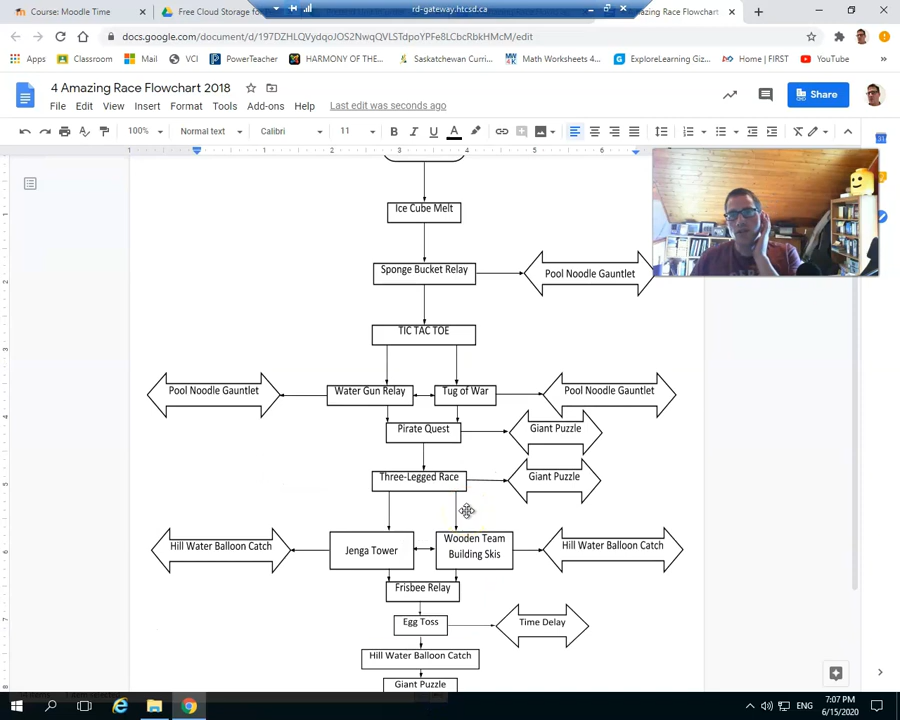 Course: Moodle Time
Free Cloud Storage fo
rd-gateway.htcsd.ca
Amazing Race Flowchart
docs.google.com/document/d/197DZHLQVydqoJOS2NwqQVLSTdpoYPFe8LCbcRbkHMcM/edit
Apps Classroom Mail VCI PowerTeacher HARMONY OF THE... Saskatchewan Curri... Math Worksheets 4... ExploreLearning Giz... Home | FIRST YouTube
4 Amazing Race Flowchart 2018
File Edit View Insert Format Tools Add-ons Help Last edit was seconds ago
Share
100% Normal text Calibri 11 B I U A
1 1 2 3 4 5 6
Ice Cube Melt
Sponge Bucket Relay
Pool Noodle Gauntlet
TIC TAC TOE
Pool Noodle Gauntlet
Water Gun Relay
Tug of War
Pool Noodle Gauntlet
Pirate Quest
Giant Puzzle
Three-Legged Race
Giant Puzzle
Hill Water Balloon Catch
Jenga Tower
Wooden Team
Building Skis
Hill Water Balloon Catch
Frisbee Relay
Egg Toss
Time Delay
Hill Water Balloon Catch
Giant Puzzle
ENG
7:07 PM
6/15/2020